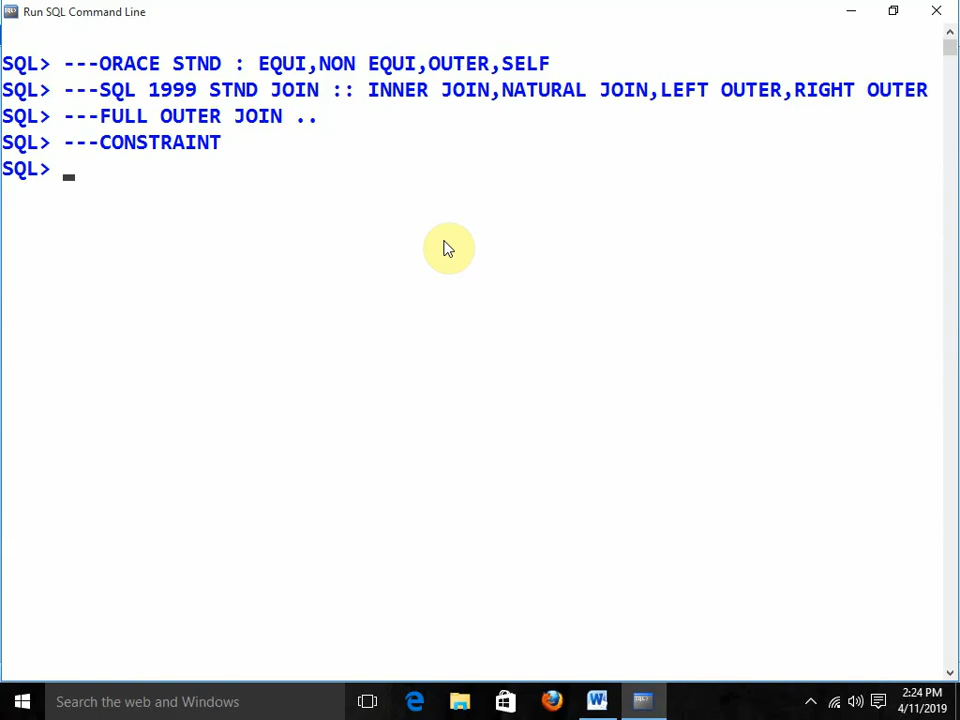 Run SQL Command Line
SQL> ---ORACE STND : EQUI,NON EQUI,OUTER,SELF
SQL> ---SQL 1999 STND JOIN :: INNER JOIN,NATURAL JOIN,LEFT OUTER,RIGHT OUTER
SQL> ---FULL OUTER JOIN ..
SQL> ---CONSTRAINT
SQL>
Search the web and Windows
2:24 PM
4/11/2019